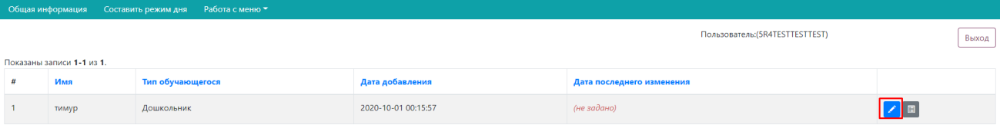 Общая информация Составить режим дня Работа с меню
Пользователь:(5R4TESTTESTTEST) Выход
Показаны записи 1-1 из 1.
# Имя Тип обучающегося Дата добавления Дата последнего изменения
1 тимур Дошкольник 2020-10-01 00:15:57 (не задано)